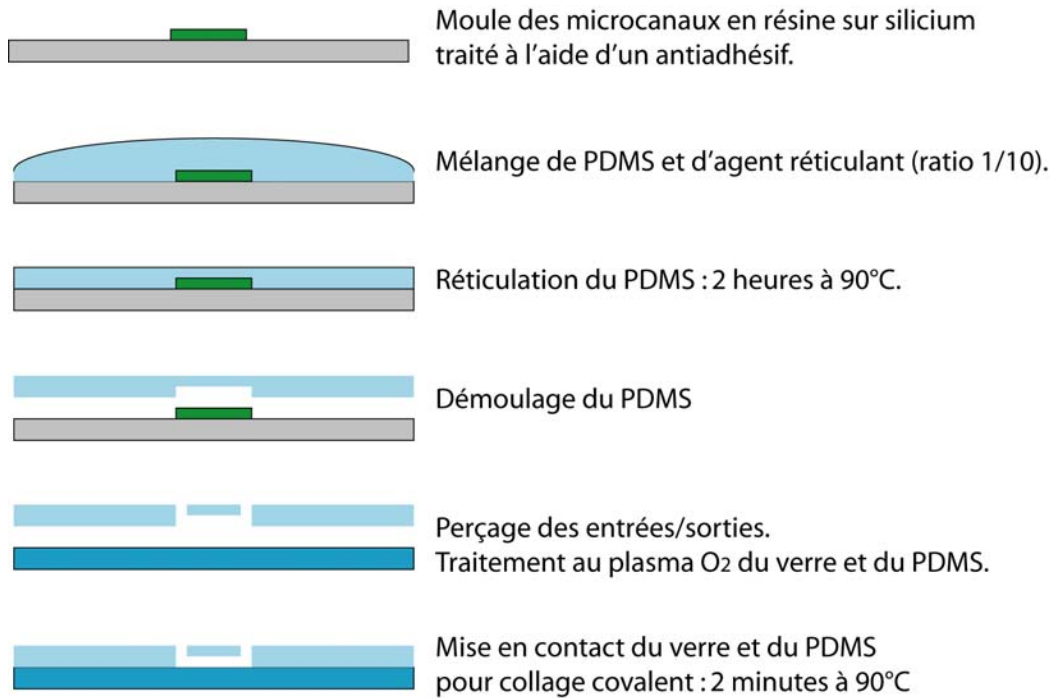 Moule des microcanaux en résine sur silicium
traité à l’aide d’un antiadhésif.
Mélange de PDMS et d’agent réticulant (ratio 1/10).
Réticulation du PDMS : 2 heures à 90°C.
Démoulage du PDMS
Perçage des entrées/sorties.
Traitement au plasma O2 du verre et du PDMS.
Mise en contact du verre et du PDMS
pour collage covalent : 2 minutes à 90°C